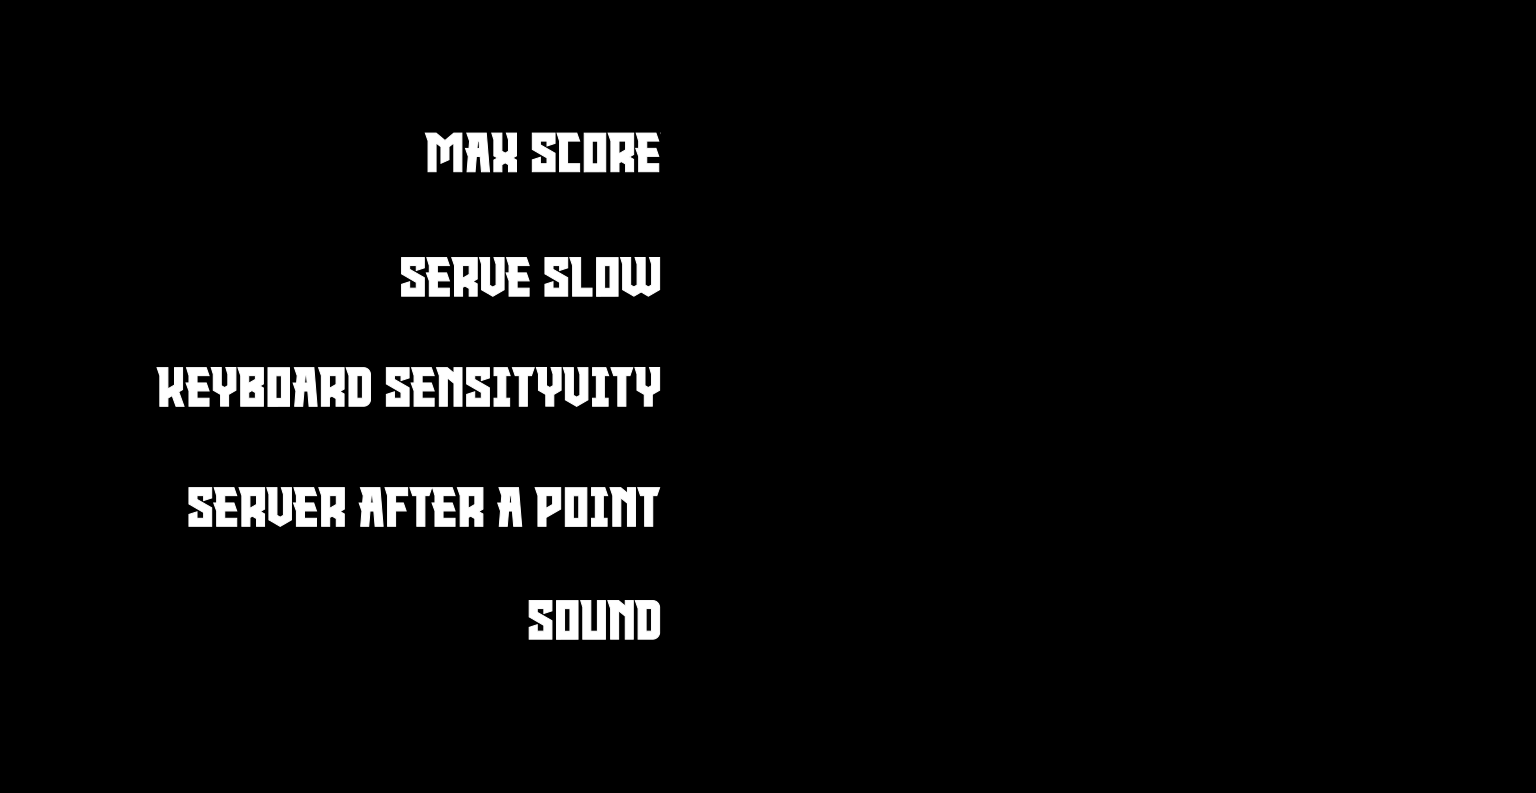 MAX SCORE
SERVE SLOW
KEYBOARD SENSITYVITY
SERVER AFTER A POINT
SOUND